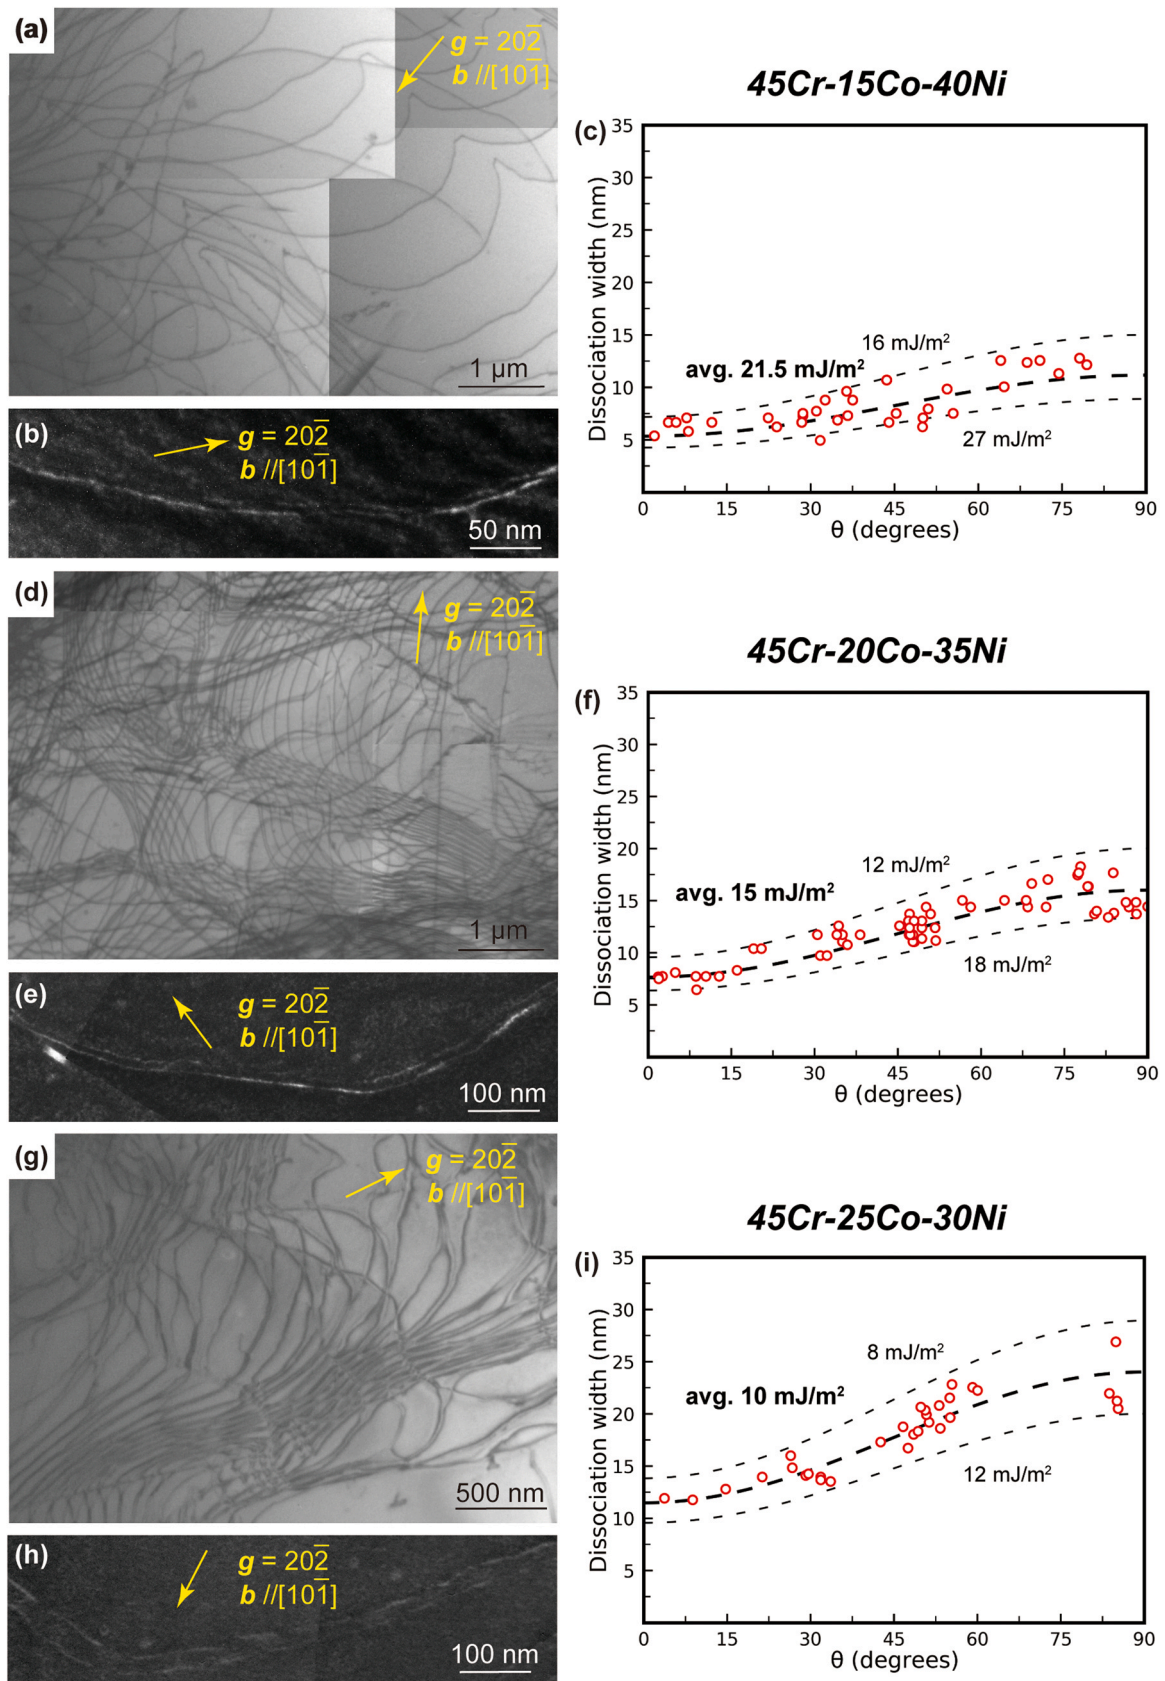 (a)
g = 202̅
b //[101̅]
1 μm
(b)
g = 202̅
b //[101̅]
50 nm
45Cr-15Co-40Ni
(c)
35
30
25
20
15
10
5
Dissociation width (nm)
16 mJ/m²
avg. 21.5 mJ/m²
27 mJ/m²
0 15 30 45 60 75 90
θ (degrees)
(d)
g = 202̅
b //[101̅]
1 μm
(e)
g = 202̅
b //[101̅]
100 nm
45Cr-20Co-35Ni
(f)
35
30
25
20
15
10
5
Dissociation width (nm)
12 mJ/m²
avg. 15 mJ/m²
18 mJ/m²
0 15 30 45 60 75 90
θ (degrees)
(g)
g = 202̅
b //[101̅]
500 nm
(h)
g = 202̅
b //[101̅]
100 nm
45Cr-25Co-30Ni
(i)
35
30
25
20
15
10
5
Dissociation width (nm)
8 mJ/m²
avg. 10 mJ/m²
12 mJ/m²
0 15 30 45 60 75 90
θ (degrees)